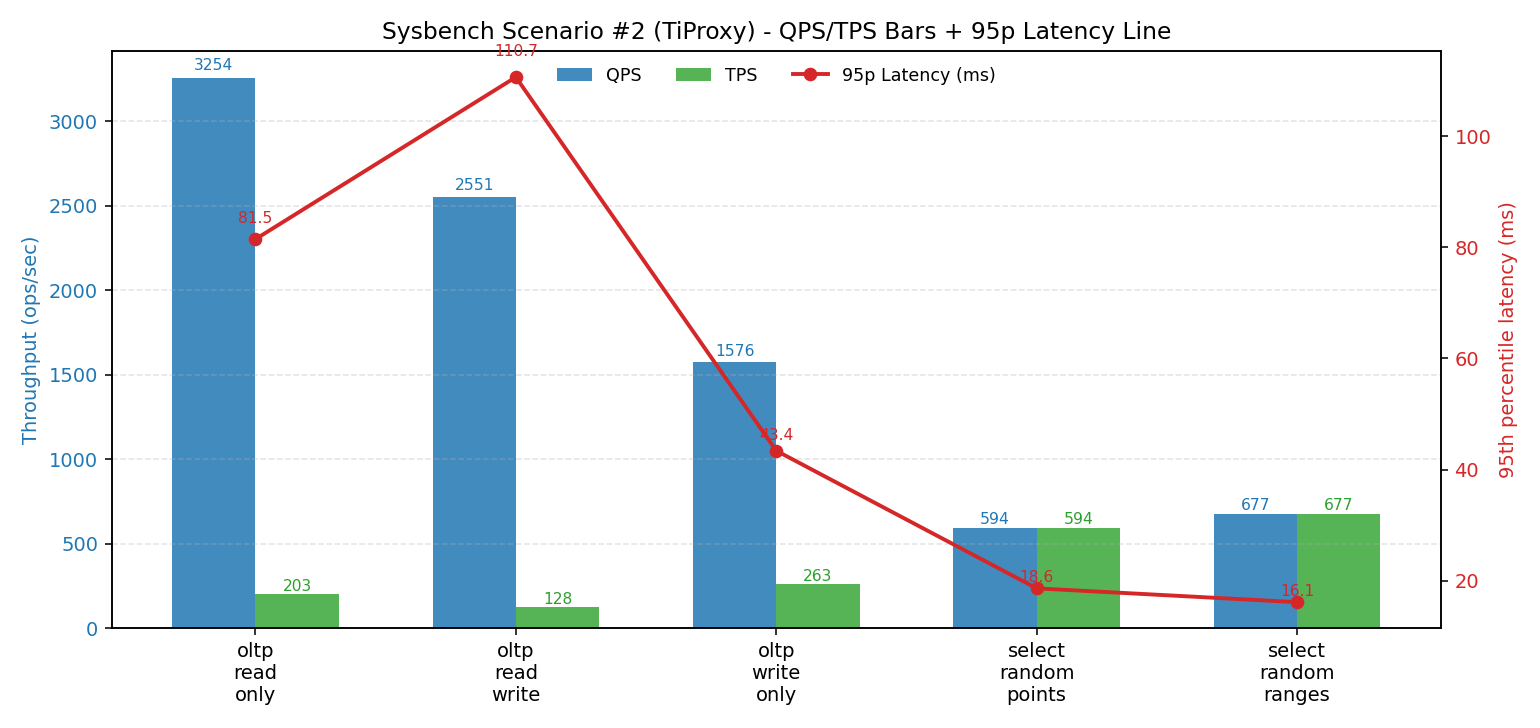 Sysbench Scenario #2 (TiProxy) - QPS/TPS Bars + 95p Latency Line
QPS
TPS
95p Latency (ms)
Throughput (ops/sec)
3000
2500
2000
1500
1000
500
0
95th percentile latency (ms)
100
80
60
40
20
3254
203
81.5
2551
128
110.7
1576
263
43.4
594
594
18.6
677
677
16.1
oltp
read
only
oltp
read
write
oltp
write
only
select
random
points
select
random
ranges